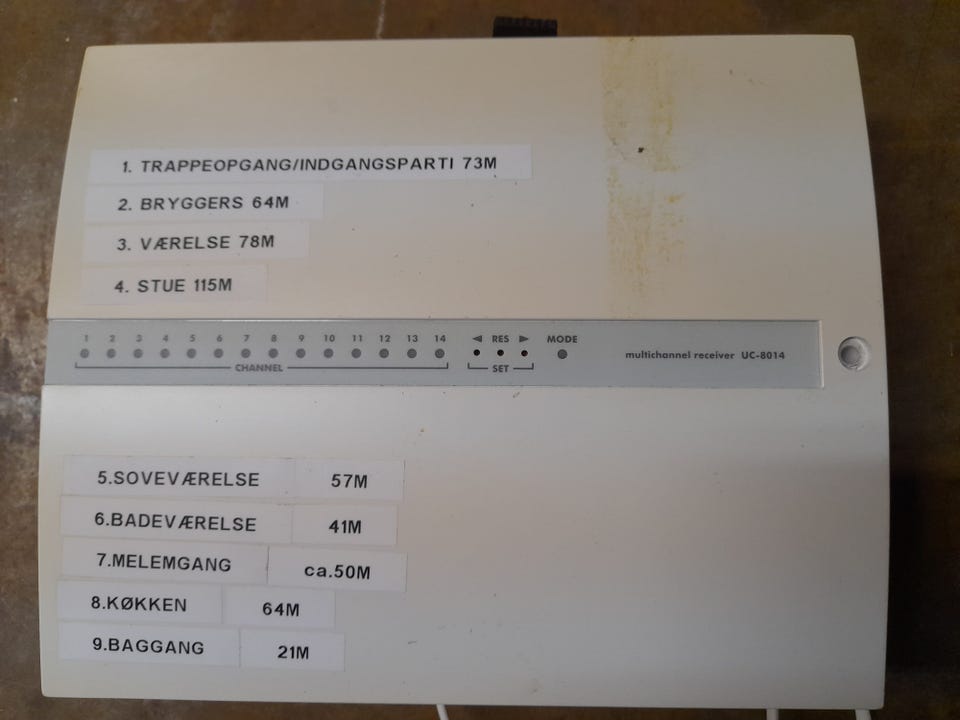 1. TRAPPEOPGANG/INDGANGSPARTI 73M
2. BRYGGERS 64M
3. VÆRELSE 78M
4. STUE 115M
1 2 3 4 5 6 7 8 9 10 11 12 13 14 ◄ RES ► MODE
CHANNEL SET
multichannel receiver UC-8014
5.SOVEVÆRELSE 57M
6.BADEVÆRELSE 41M
7.MELEMGANG ca.50M
8.KØKKEN 64M
9.BAGGANG 21M